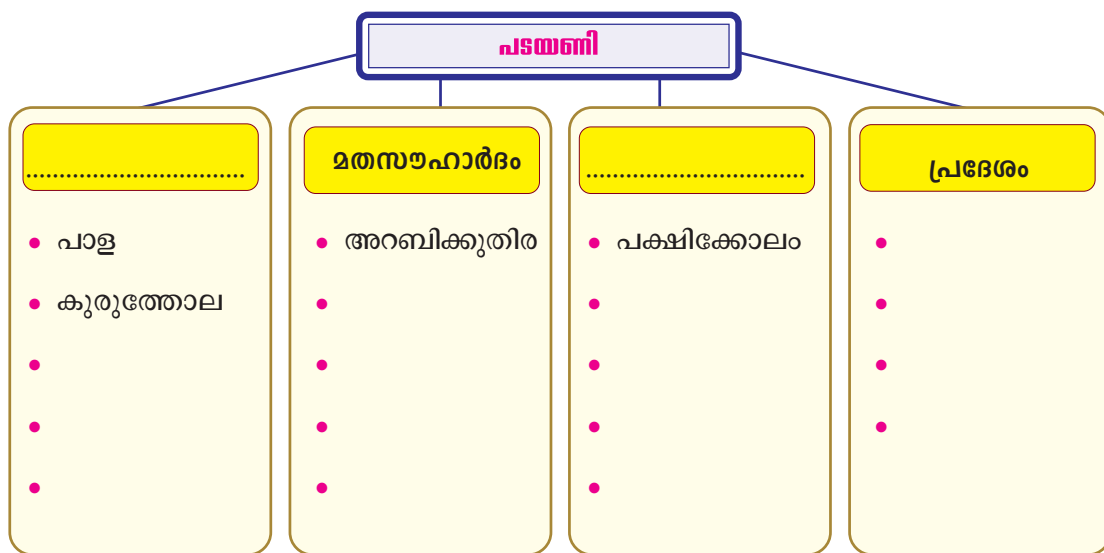 പടയണി
.................................
• പാള
• കുരുത്തോല
•
•
•
മതസൗഹാർദം
• അറബിക്കുതിര
•
•
•
•
.................................
• പക്ഷിക്കോലം
•
•
•
•
പ്രദേശം
•
•
•
•